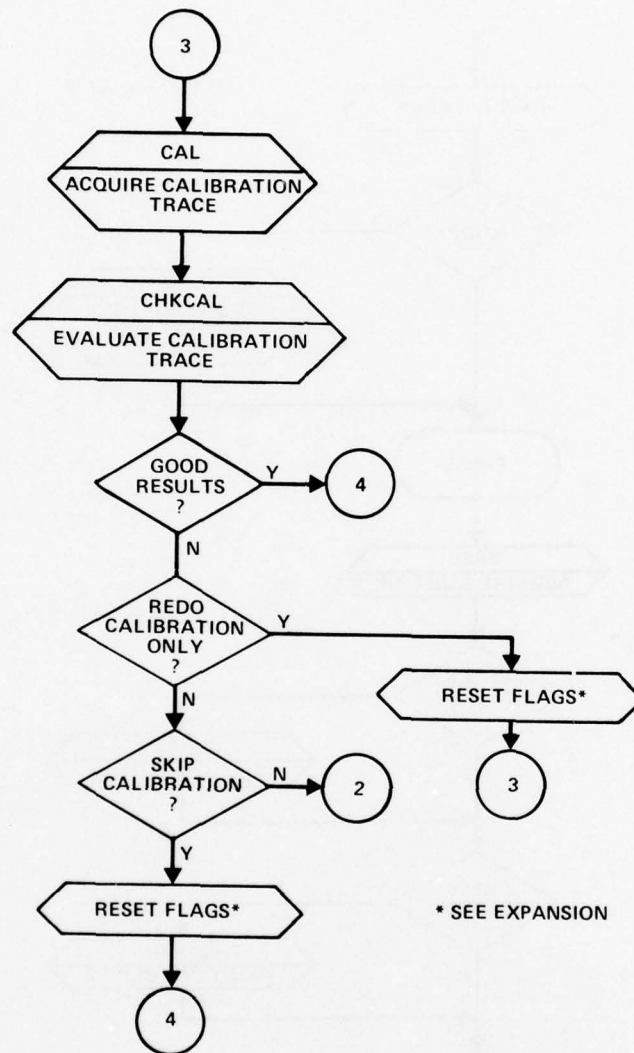 3
CAL
ACQUIRE CALIBRATION
TRACE
CHKCAL
EVALUATE CALIBRATION
TRACE
GOOD
RESULTS
?
Y
4
N
REDO
CALIBRATION
ONLY
?
Y
RESET FLAGS*
3
N
SKIP
CALIBRATION
?
N
2
Y
RESET FLAGS*
* SEE EXPANSION
4